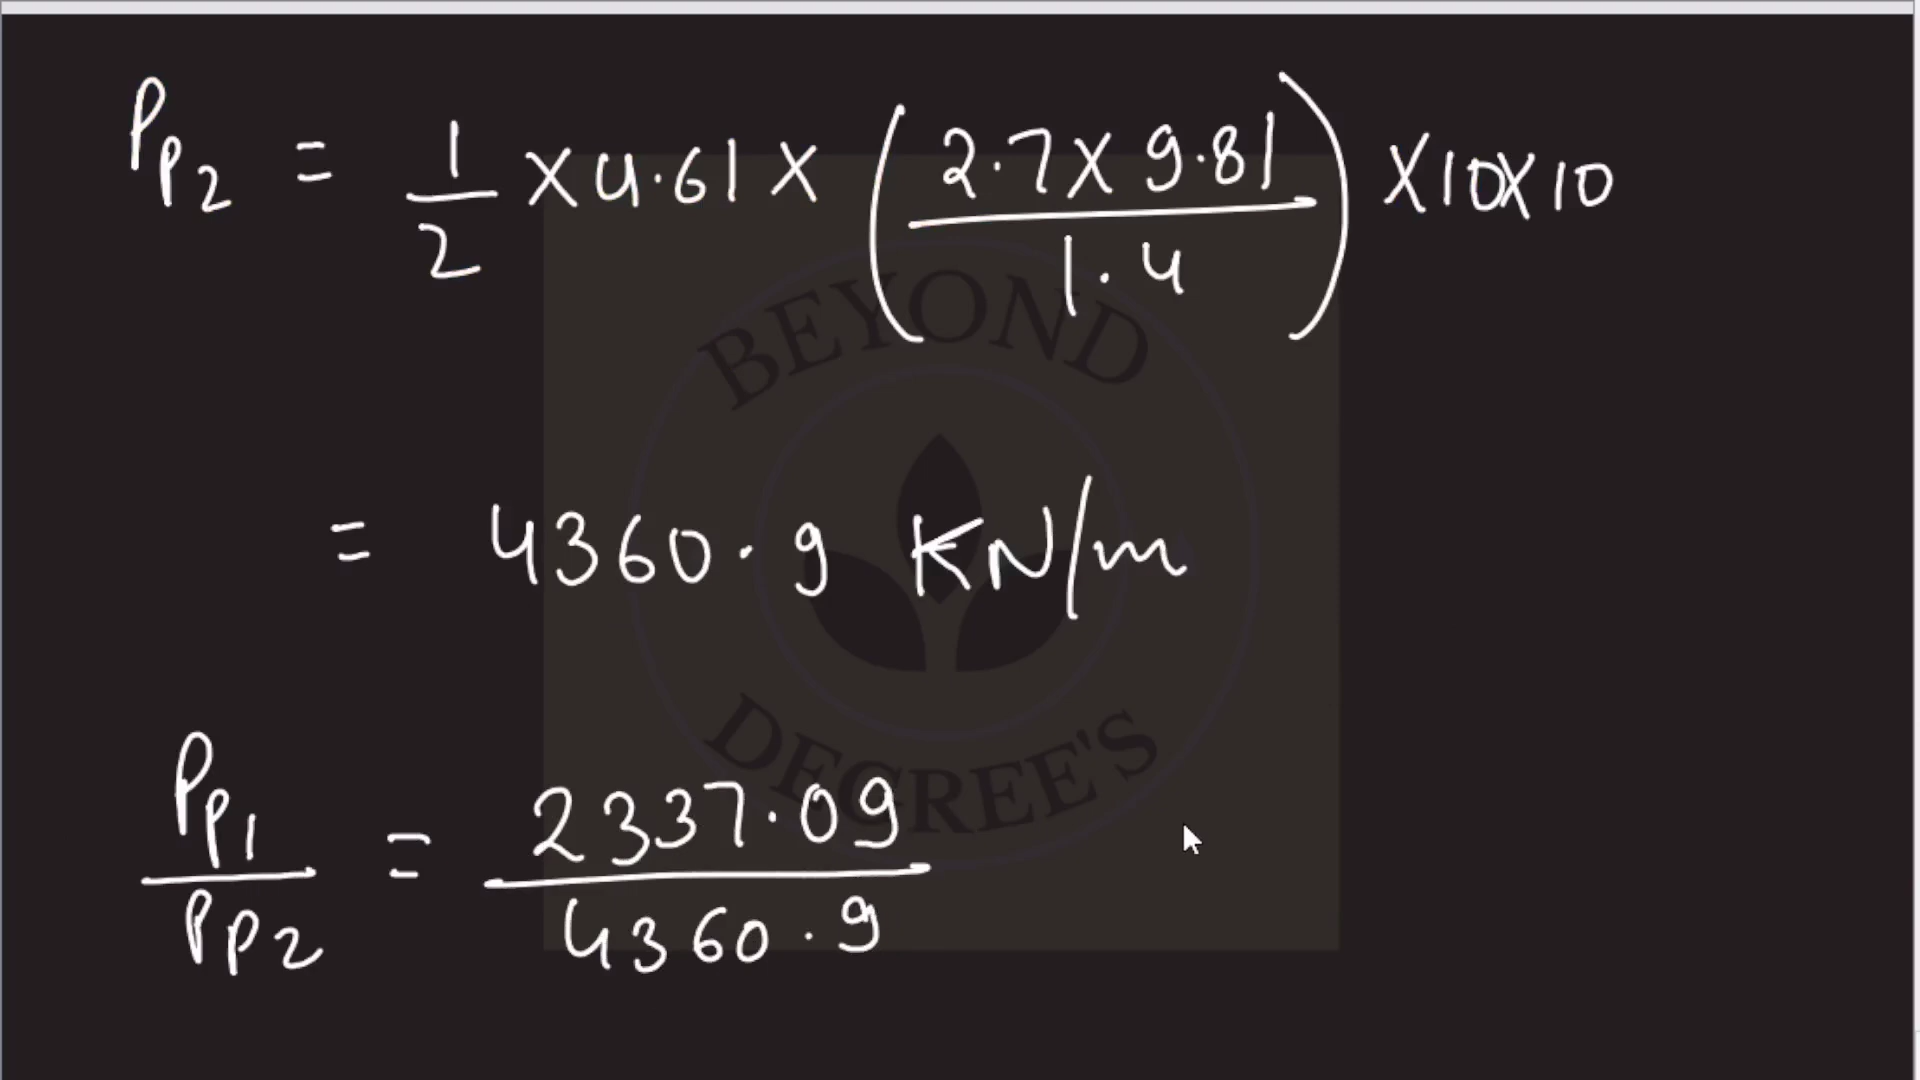 Pp2 = 1/2 X 4.61 X (2.7 X 9.81 / 1.4) X 10 X 10
BEYOND
= 4360.9 KN/m
DEGREE'S
Pp1/Pp2 = 2337.09/4360.9